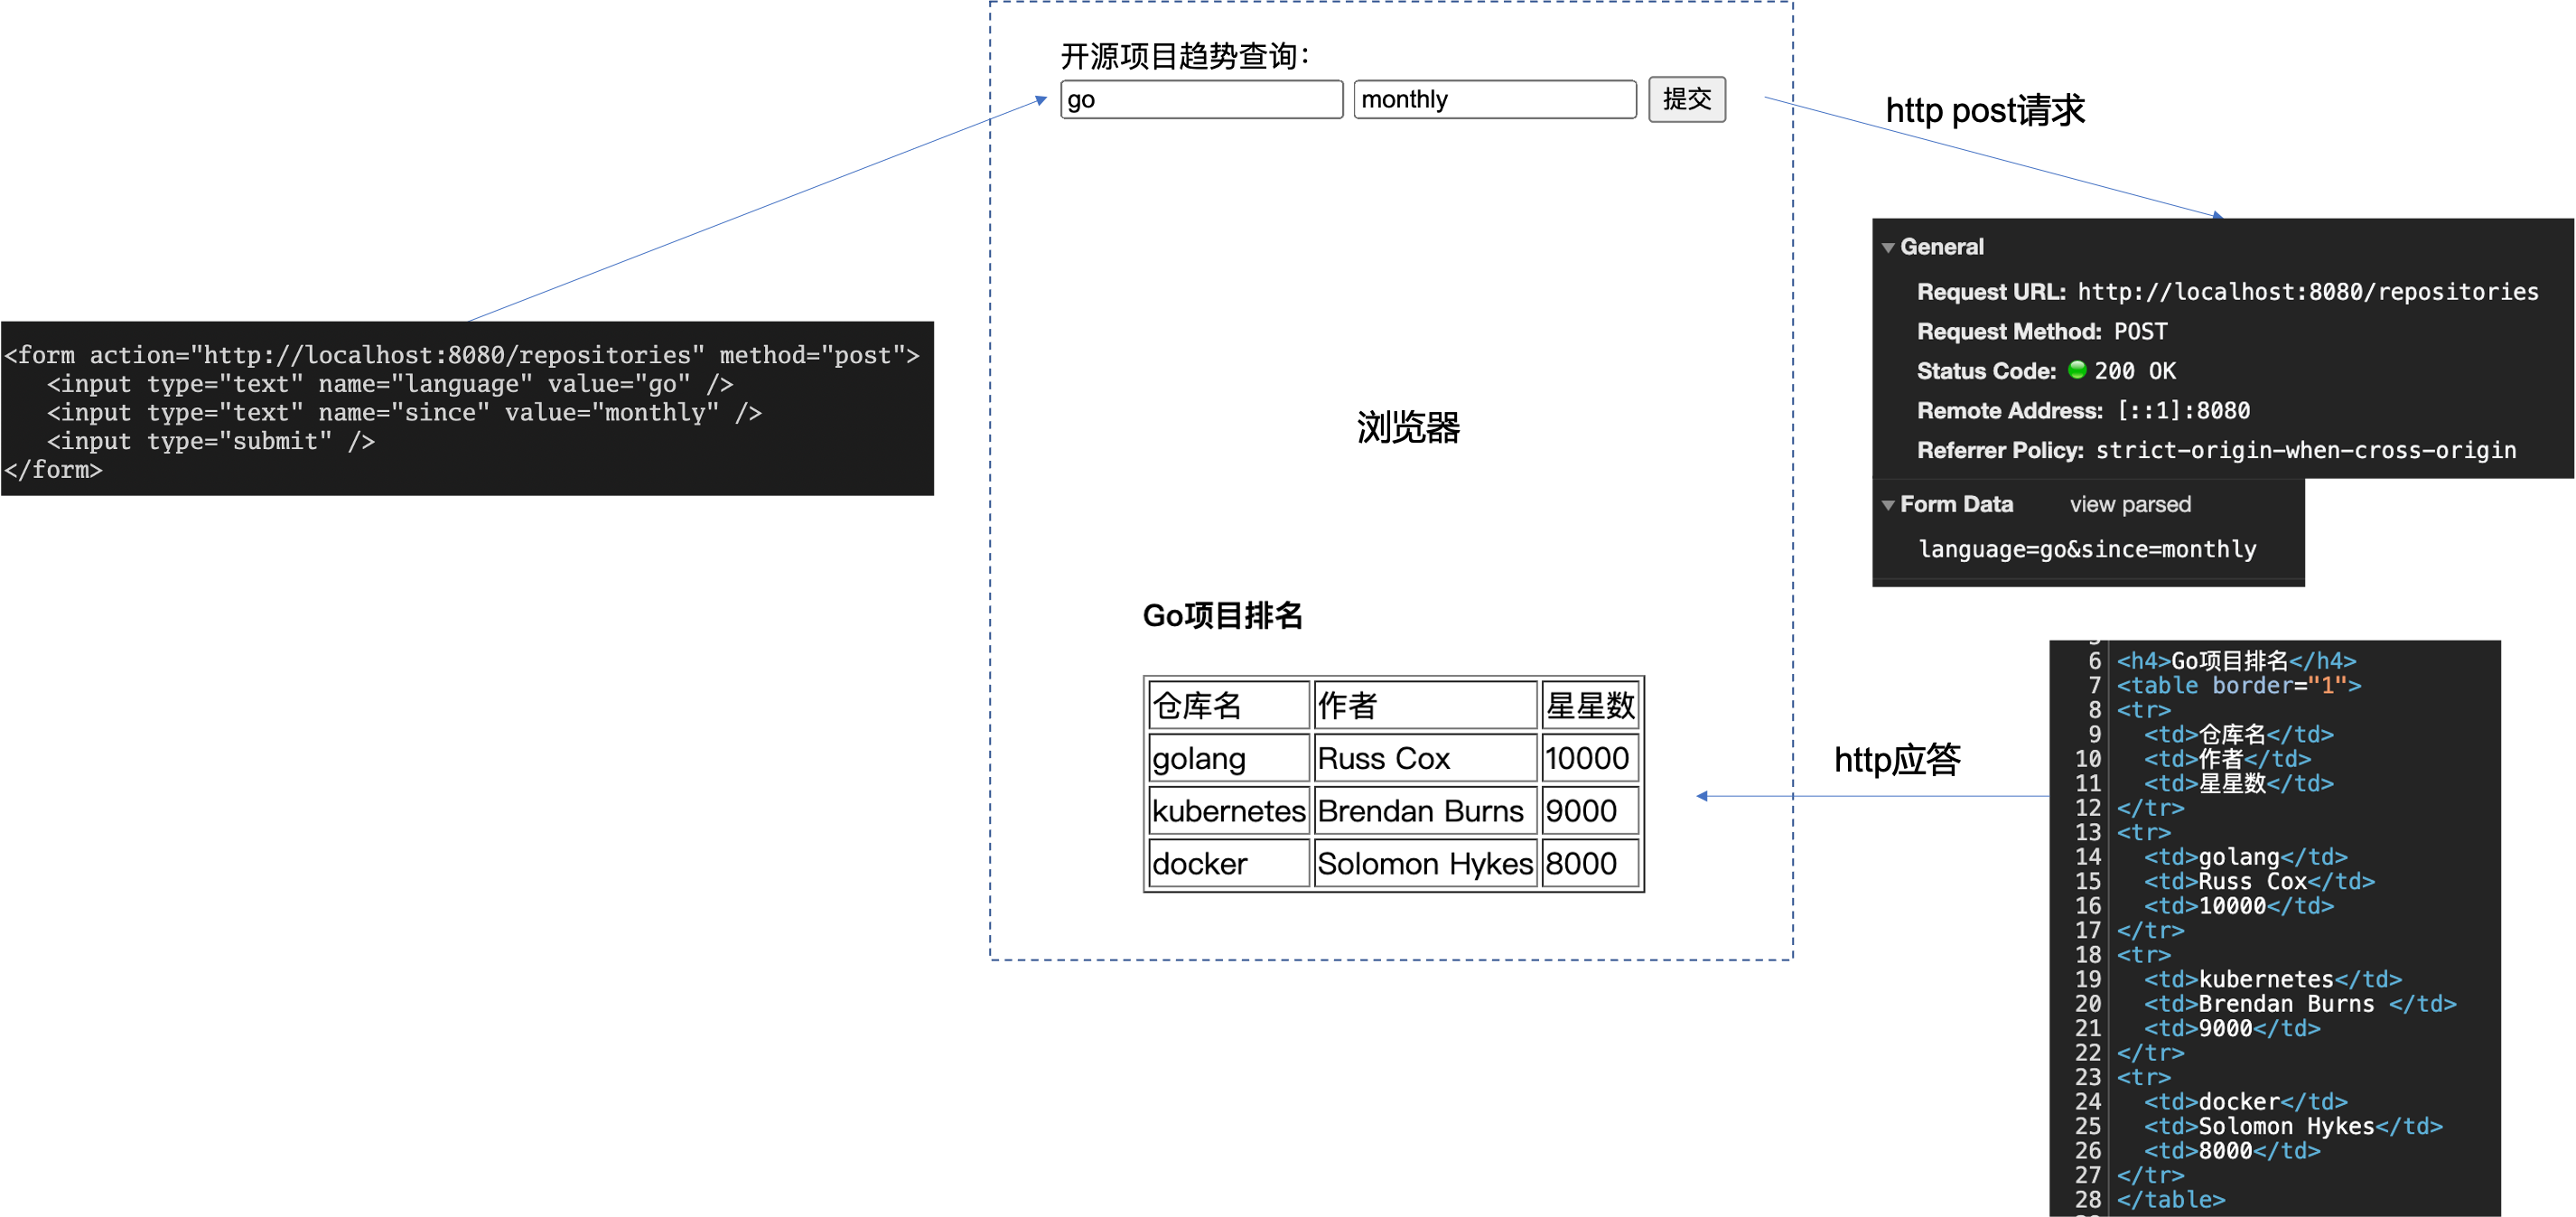 开源项目趋势查询：
go monthly 提交
http post请求
<form action="http://localhost:8080/repositories" method="post">
<input type="text" name="language" value="go" />
<input type="text" name="since" value="monthly" />
<input type="submit" />
</form>
浏览器
General
Request URL: http://localhost:8080/repositories
Request Method: POST
Status Code: 200 OK
Remote Address: [::1]:8080
Referrer Policy: strict-origin-when-cross-origin
Form Data view parsed
language=go&since=monthly
Go项目排名
仓库名 作者 星星数
golang Russ Cox 10000
kubernetes Brendan Burns 9000
docker Solomon Hykes 8000
http应答
6 <h4>Go项目排名</h4>
7 <table border="1">
8 <tr>
9 <td>仓库名</td>
10 <td>作者</td>
11 <td>星星数</td>
12 </tr>
13 <tr>
14 <td>golang</td>
15 <td>Russ Cox</td>
16 <td>10000</td>
17 </tr>
18 <tr>
19 <td>kubernetes</td>
20 <td>Brendan Burns </td>
21 <td>9000</td>
22 </tr>
23 <tr>
24 <td>docker</td>
25 <td>Solomon Hykes</td>
26 <td>8000</td>
27 </tr>
28 </table>